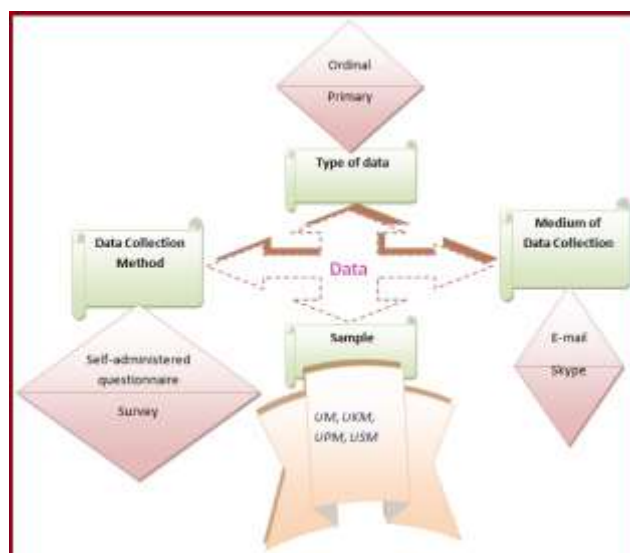 Ordinal
Primary
Type of data
Data Collection
Method
Medium of
Data Collection
Data
Sample
Self-administered
questionnaire
Survey
E-mail
Skype
UM, UKM,
UPM, USM